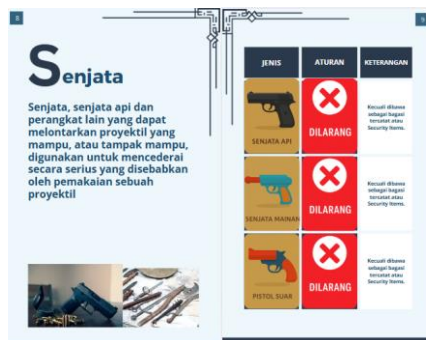 8
Senjata
Senjata, senjata api dan
perangkat lain yang dapat
melontarkan proyektil yang
mampu, atau tampak mampu,
digunakan untuk mencederai
secara serius yang disebabkan
oleh pemakaian sebuah
proyektil
9
JENIS ATURAN KETERANGAN
SENJATA API
DILARANG
Kecuali dibawa
sebagai bagasi
tercatat atau
Security Items.
SENJATA MAINAN
DILARANG
Kecuali dibawa
sebagai bagasi
tercatat atau
Security Items.
PISTOL SUAR
DILARANG
Kecuali dibawa
sebagai bagasi
tercatat atau
Security Items.